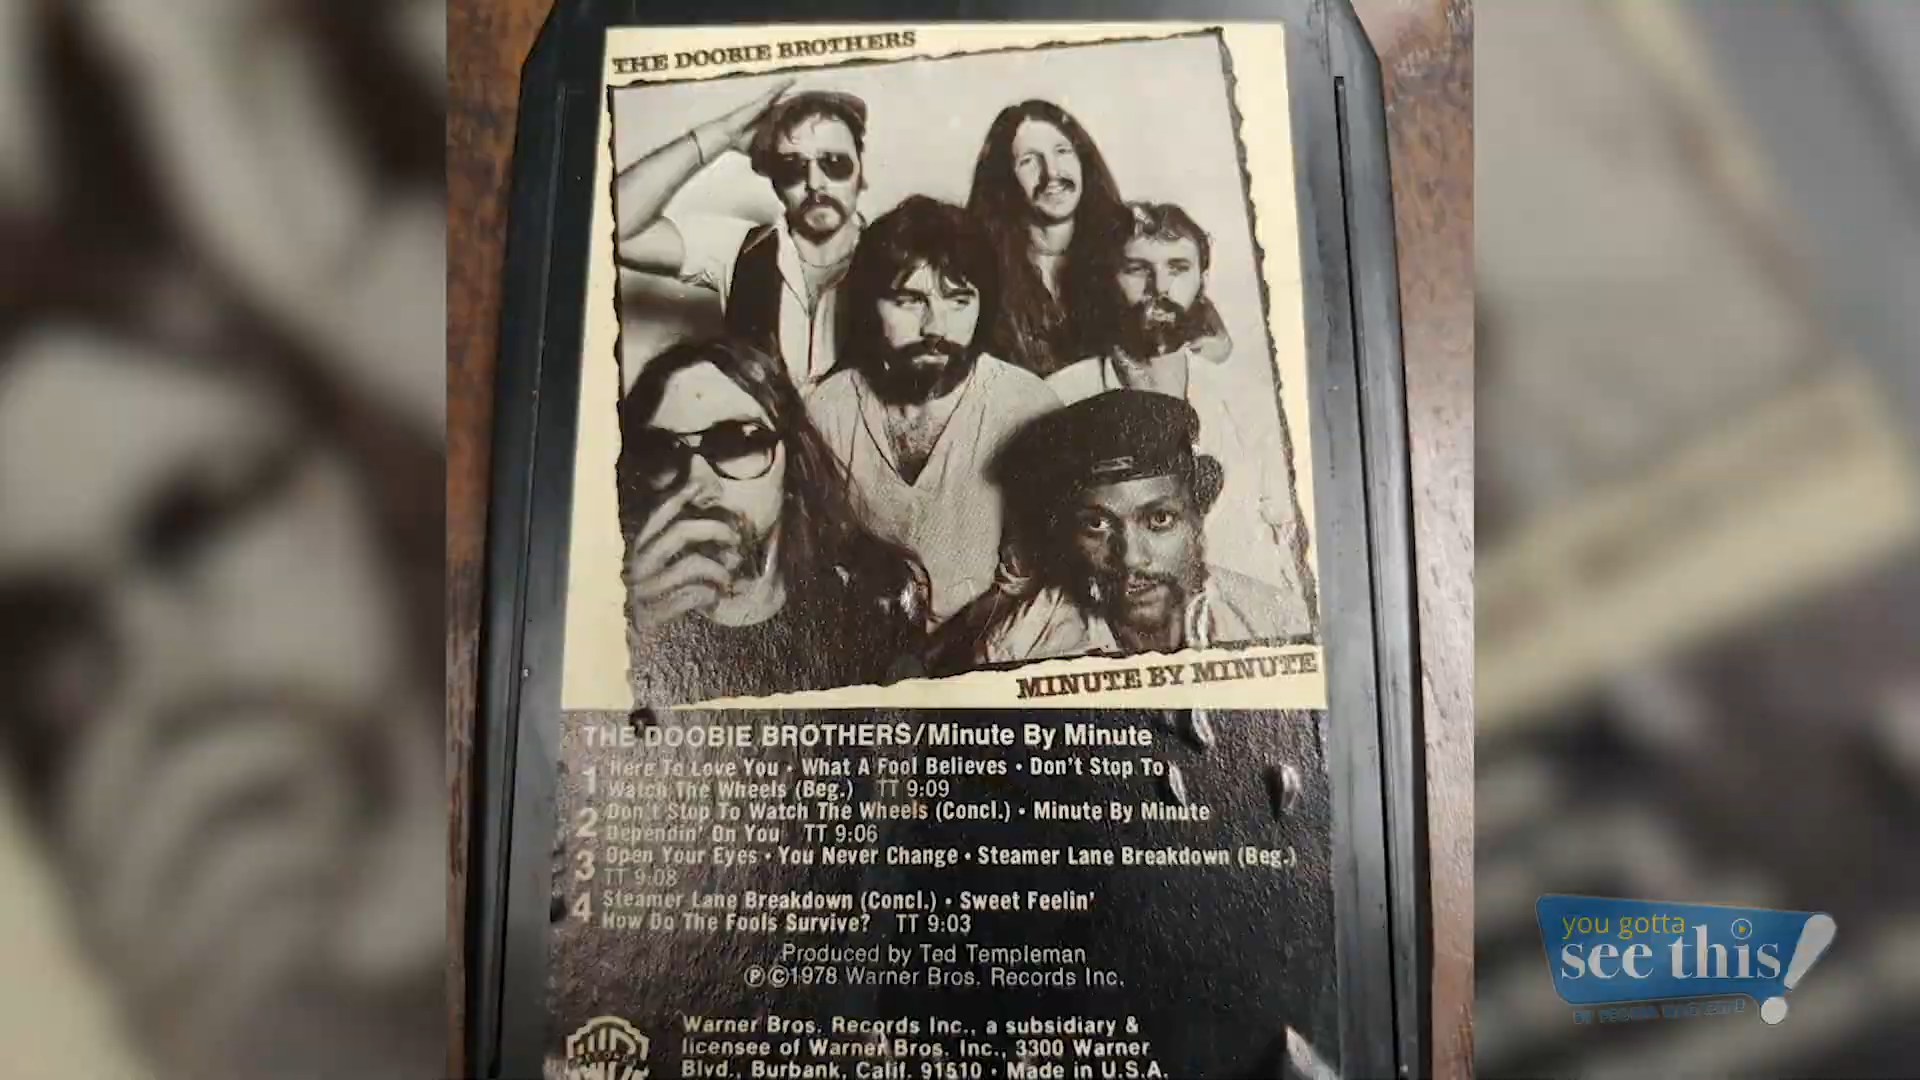 THE DOOBIE BROTHERS
MINUTE BY MINUTE
THE DOOBIE BROTHERS/Minute By Minute
1 Here To Love You • What A Fool Believes • Don't Stop To
Watch The Wheels (Beg.) TT 9:09
2 Don't Stop To Watch The Wheels (Concl.) • Minute By Minute
Dependin' On You TT 9:06
3 Open Your Eyes • You Never Change • Steamer Lane Breakdown (Beg.)
TT 9:08
4 Steamer Lane Breakdown (Concl.) • Sweet Feelin'
How Do The Fools Survive? TT 9:03
Produced by Ted Templeman
℗©1978 Warner Bros. Records Inc.
Warner Bros. Records Inc., a subsidiary &
licensee of Warner Bros. Inc., 3300 Warner
Blvd., Burbank, Calif. 91510 • Made in U.S.A.
you gotta
see this!